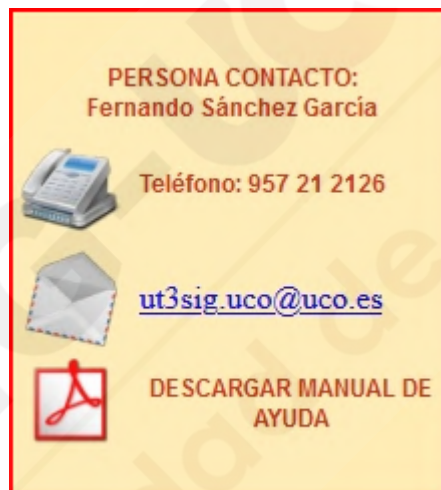 PERSONA CONTACTO:
Fernando Sánchez García
Teléfono: 957 21 2126
ut3sig.uco@uco.es
DESCARGAR MANUAL DE
AYUDA